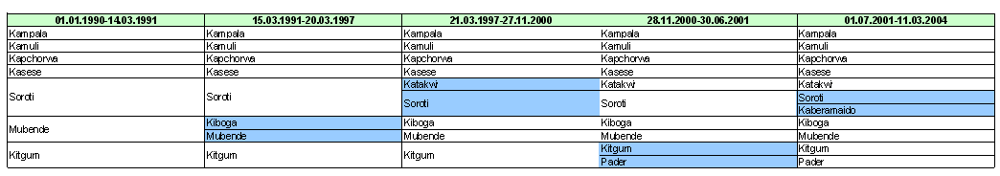 01.01.1990-14.03.1991 15.03.1991-20.03.1997 21.03.1997-27.11.2000 28.11.2000-30.06.2001 01.07.2001-11.03.2004
Kampala Kampala Kampala Kampala Kampala
Kamuli Kamuli Kamuli Kamuli Kamuli
Kapchorwa Kapchorwa Kapchorwa Kapchorwa Kapchorwa
Kasese Kasese Kasese Kasese Kasese
Katakwi Katakwi Katakwi
Soroti Soroti Soroti Soroti Soroti
Kaberamaido
Kiboga Kiboga Kiboga Kiboga
Mubende Mubende Mubende Mubende Mubende
Kitgum Kitgum Kitgum Kitgum Kitgum
Pader Pader